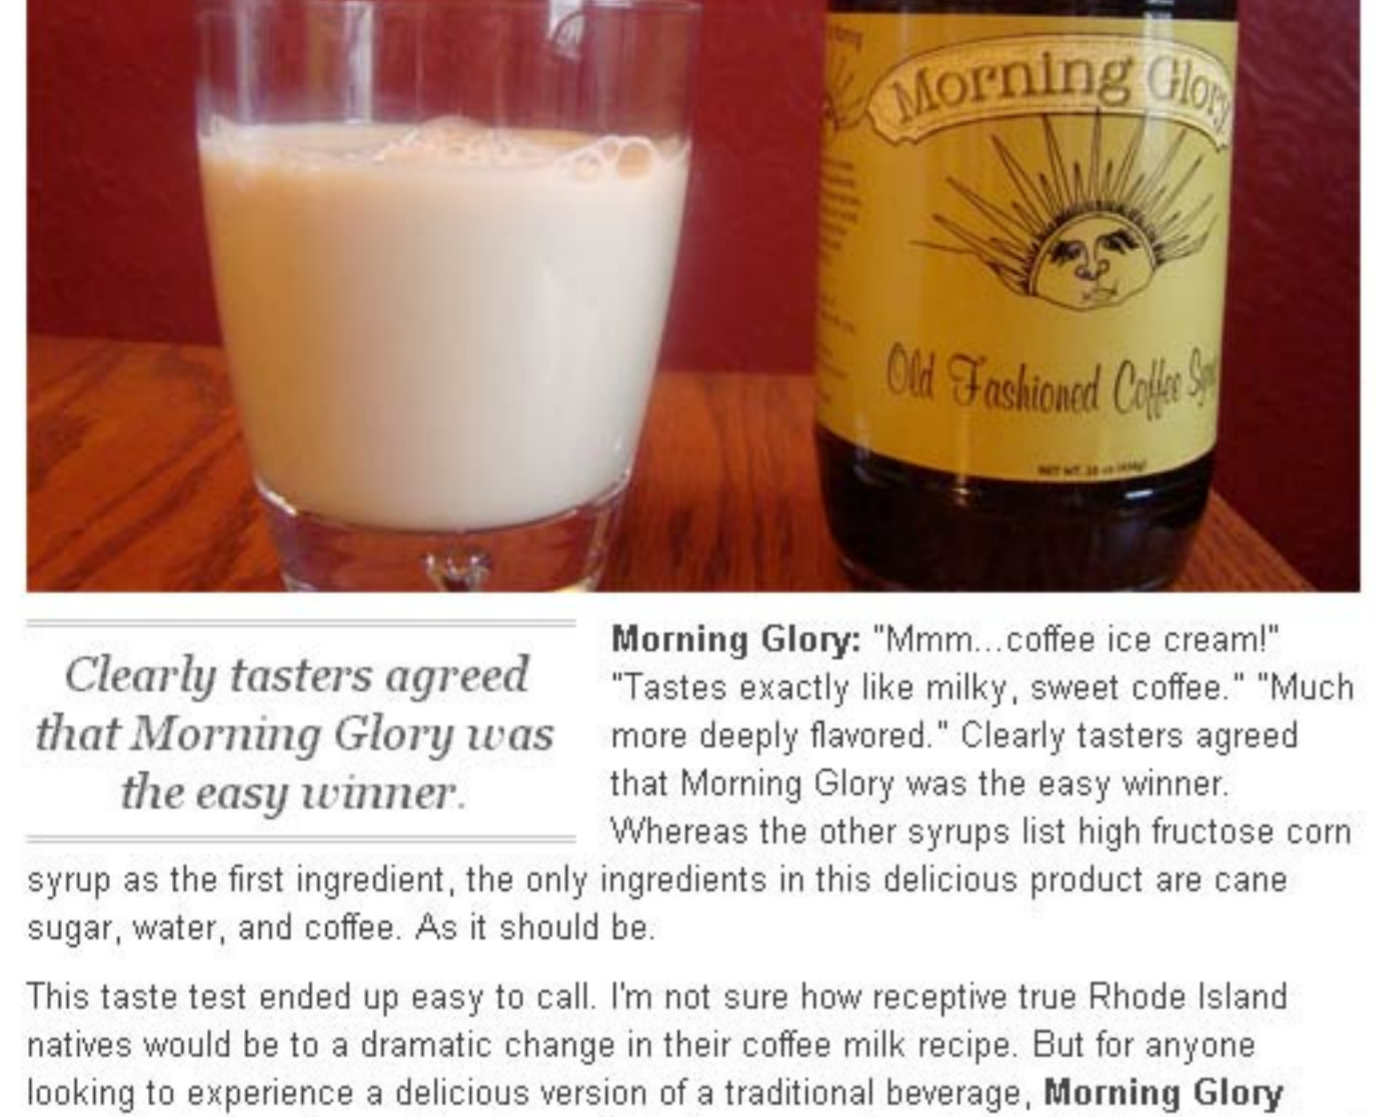 Morning Glory
Old Fashioned Coffee
Clearly tasters agreed
that Morning Glory was
the easy winner.
Morning Glory: "Mmm...coffee ice cream!"
"Tastes exactly like milky, sweet coffee." "Much
more deeply flavored." Clearly tasters agreed
that Morning Glory was the easy winner.
Whereas the other syrups list high fructose corn
syrup as the first ingredient, the only ingredients in this delicious product are cane
sugar, water, and coffee. As it should be.
This taste test ended up easy to call. I'm not sure how receptive true Rhode Island
natives would be to a dramatic change in their coffee milk recipe. But for anyone
looking to experience a delicious version of a traditional beverage, Morning Glory